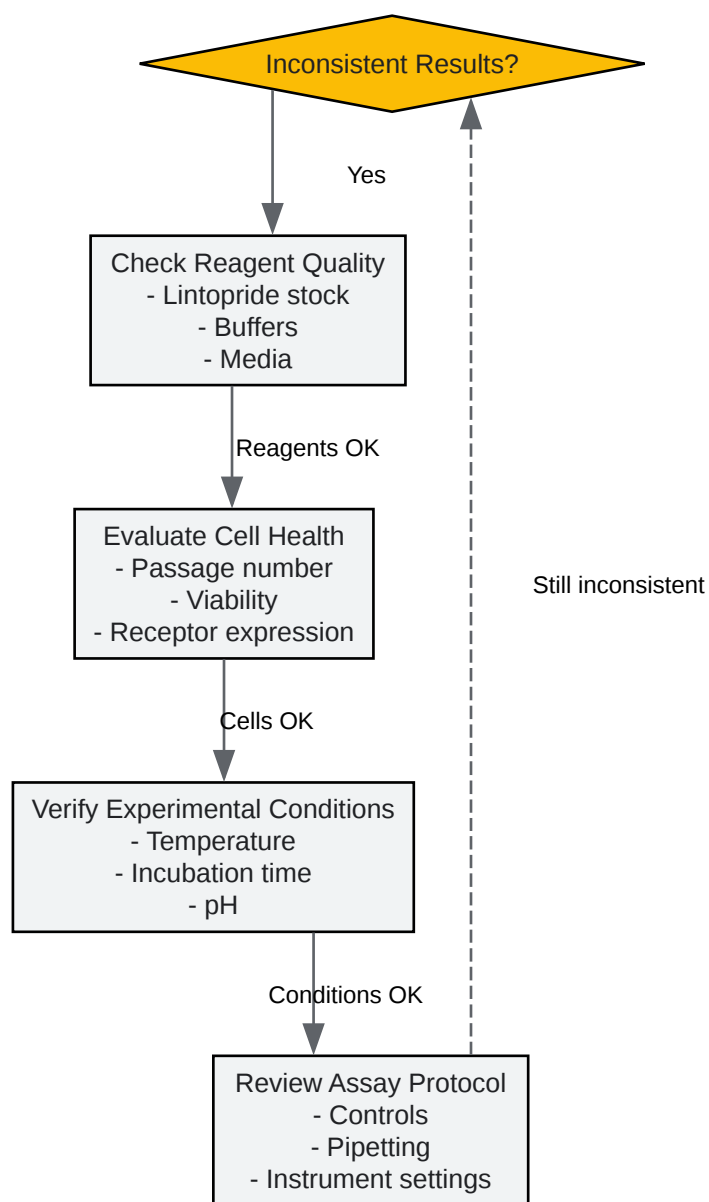 Inconsistent Results?
Yes
Check Reagent Quality
- Lintopride stock
- Buffers
- Media
Reagents OK
Evaluate Cell Health
- Passage number
- Viability
- Receptor expression
Still inconsistent
Cells OK
Verify Experimental Conditions
- Temperature
- Incubation time
- pH
Conditions OK
Review Assay Protocol
- Controls
- Pipetting
- Instrument settings